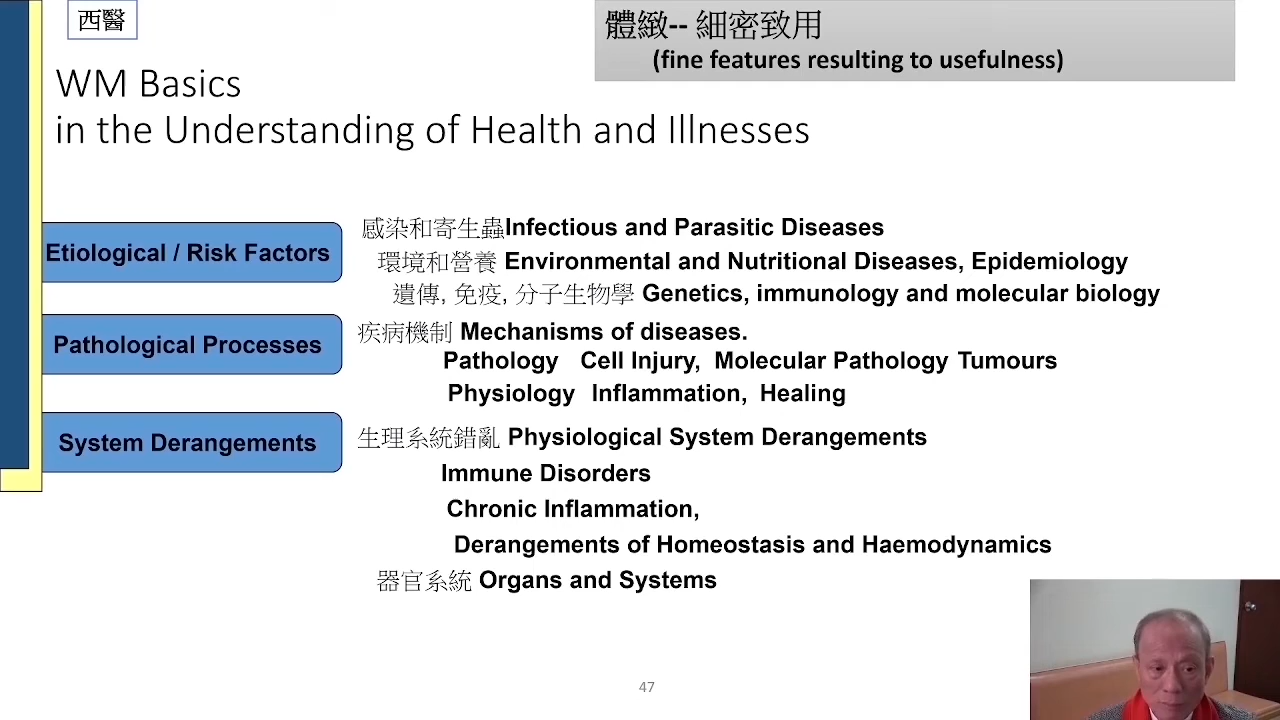 西醫
體緻-- 細密致用
(fine features resulting to usefulness)
WM Basics
in the Understanding of Health and Illnesses
Etiological / Risk Factors
感染和寄生蟲Infectious and Parasitic Diseases
環境和營養 Environmental and Nutritional Diseases, Epidemiology
遺傳, 免疫, 分子生物學 Genetics, immunology and molecular biology
Pathological Processes
疾病機制 Mechanisms of diseases.
Pathology Cell Injury, Molecular Pathology Tumours
Physiology Inflammation, Healing
System Derangements
生理系統錯亂 Physiological System Derangements
Immune Disorders
Chronic Inflammation,
Derangements of Homeostasis and Haemodynamics
器官系統 Organs and Systems
47